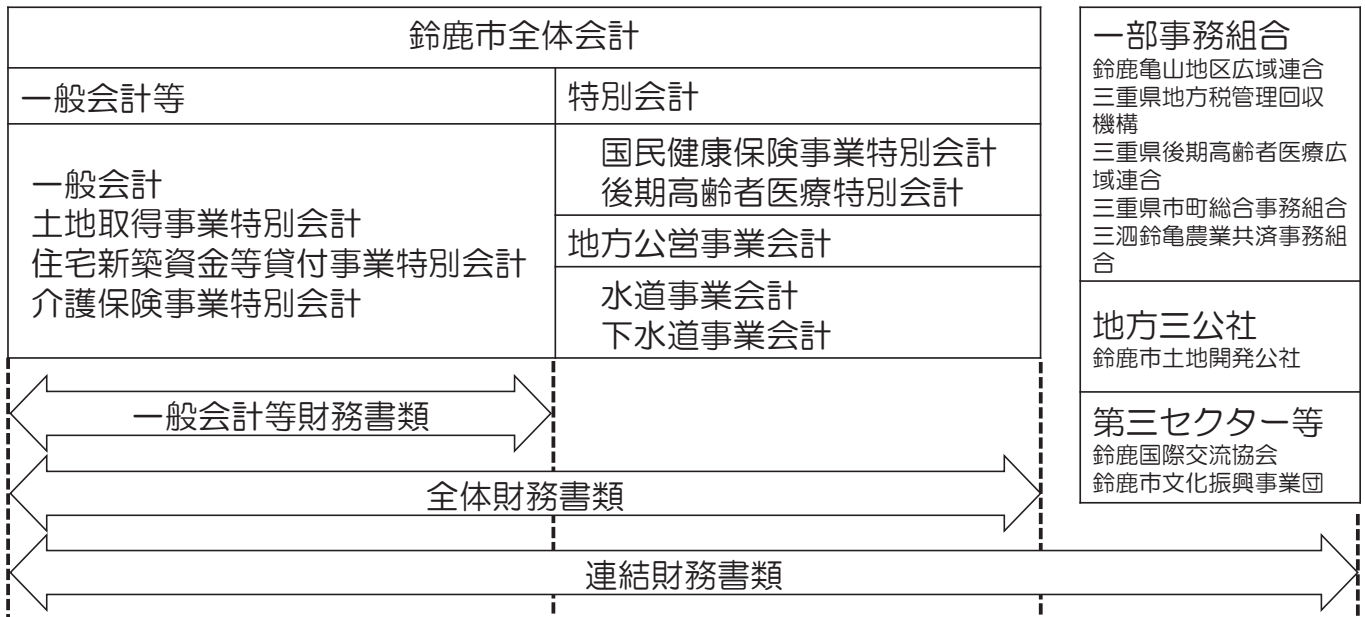 鈴鹿市全体会計
一般会計等
特別会計
一般会計
土地取得事業特別会計
住宅新築資金等貸付事業特別会計
介護保険事業特別会計
国民健康保険事業特別会計
後期高齢者医療特別会計
地方公営事業会計
水道事業会計
下水道事業会計
一部事務組合
鈴鹿亀山地区広域連合
三重県地方税管理回収
機構
三重県後期高齢者医療広
域連合
三重県市町総合事務組合
三泗鈴亀農業共済事務組
合
地方三公社
鈴鹿市土地開発公社
第三セクター等
鈴鹿国際交流協会
鈴鹿市文化振興事業団
一般会計等財務書類
全体財務書類
連結財務書類